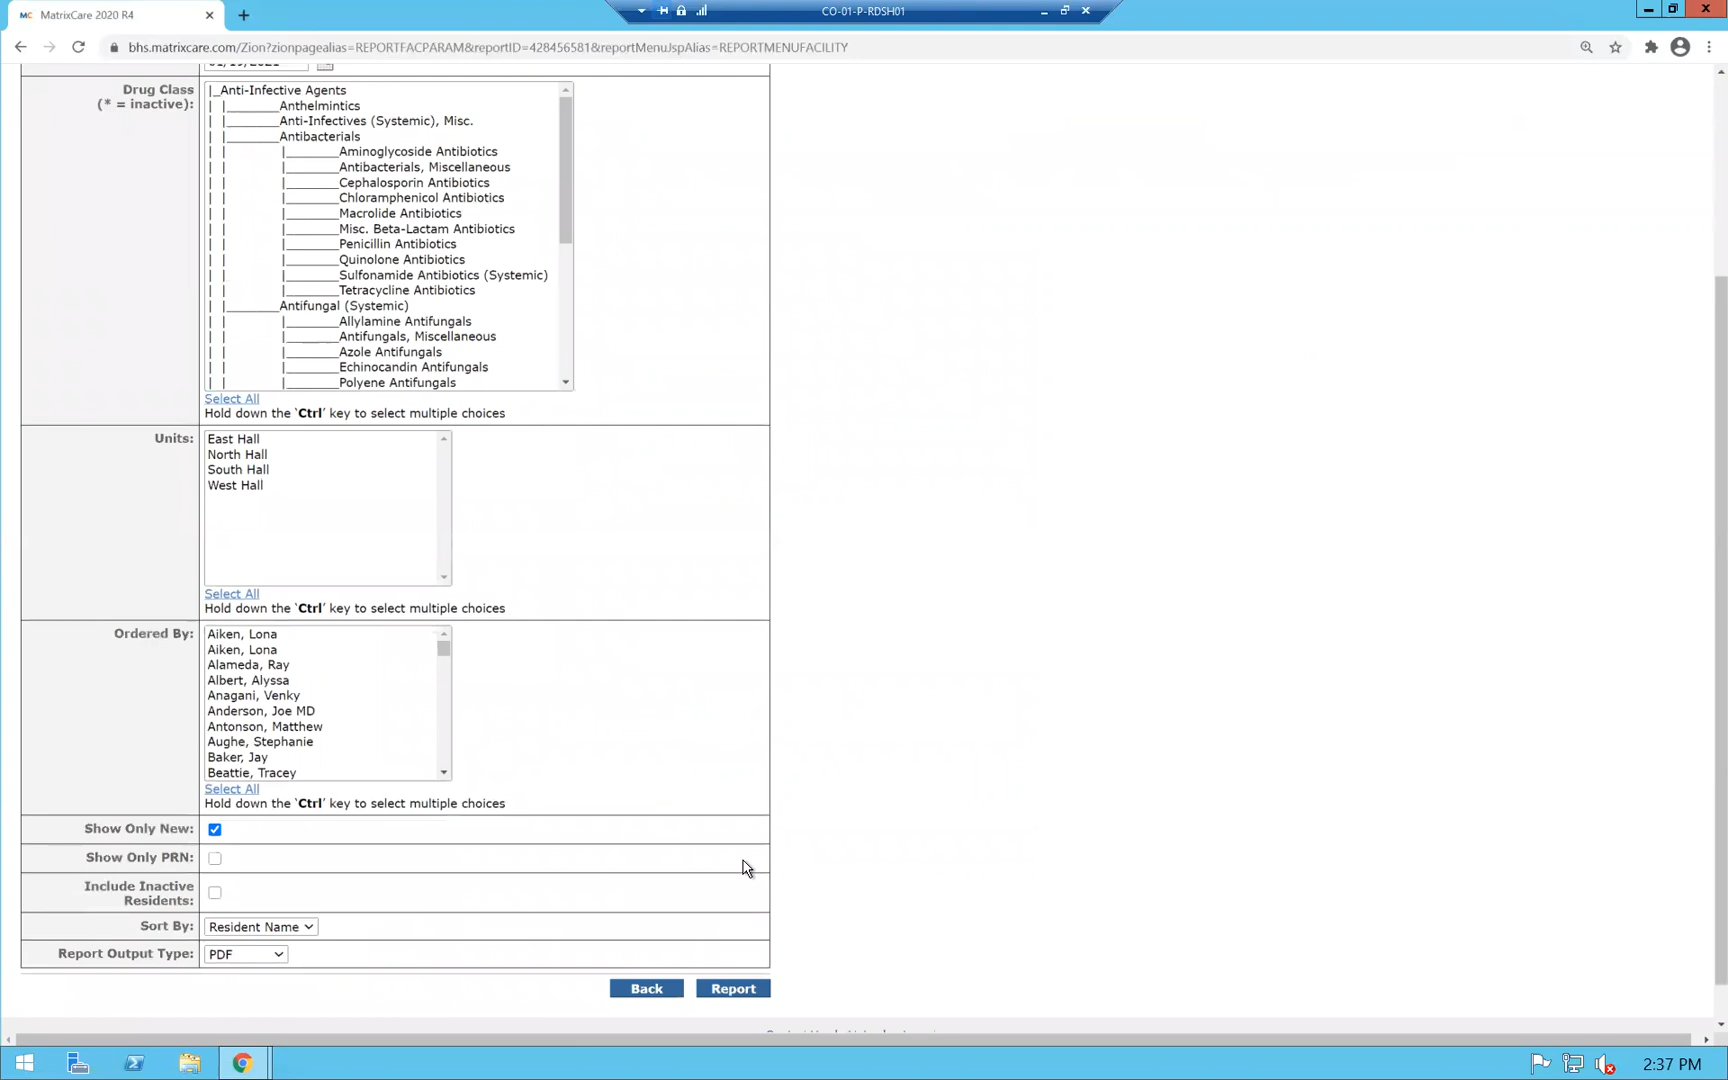 MC MatrixCare 2020 R4
CO-01-P-RDSH01
bhs.matrixcare.com/Zion?zionpagealias=REPORTFACPARAM&reportID=428456581&reportMenuJspAlias=REPORTMENUFACILITY
01/19/2021
Drug Class
(* = inactive):
|_Anti-Infective Agents
| |_______Anthelmintics
| |_______Anti-Infectives (Systemic), Misc.
| |_______Antibacterials
| | |_______Aminoglycoside Antibiotics
| | |_______Antibacterials, Miscellaneous
| | |_______Cephalosporin Antibiotics
| | |_______Chloramphenicol Antibiotics
| | |_______Macrolide Antibiotics
| | |_______Misc. Beta-Lactam Antibiotics
| | |_______Penicillin Antibiotics
| | |_______Quinolone Antibiotics
| | |_______Sulfonamide Antibiotics (Systemic)
| | |_______Tetracycline Antibiotics
| |_______Antifungal (Systemic)
| | |_______Allylamine Antifungals
| | |_______Antifungals, Miscellaneous
| | |_______Azole Antifungals
| | |_______Echinocandin Antifungals
| | |_______Polyene Antifungals
Select All
Hold down the `Ctrl' key to select multiple choices
Units:
East Hall
North Hall
South Hall
West Hall
Select All
Hold down the `Ctrl' key to select multiple choices
Ordered By:
Aiken, Lona
Aiken, Lona
Alameda, Ray
Albert, Alyssa
Anagani, Venky
Anderson, Joe MD
Antonson, Matthew
Aughe, Stephanie
Baker, Jay
Beattie, Tracey
Select All
Hold down the `Ctrl' key to select multiple choices
Show Only New:
Show Only PRN:
Include Inactive
Residents:
Sort By: Resident Name
Report Output Type: PDF
Back Report
2:37 PM